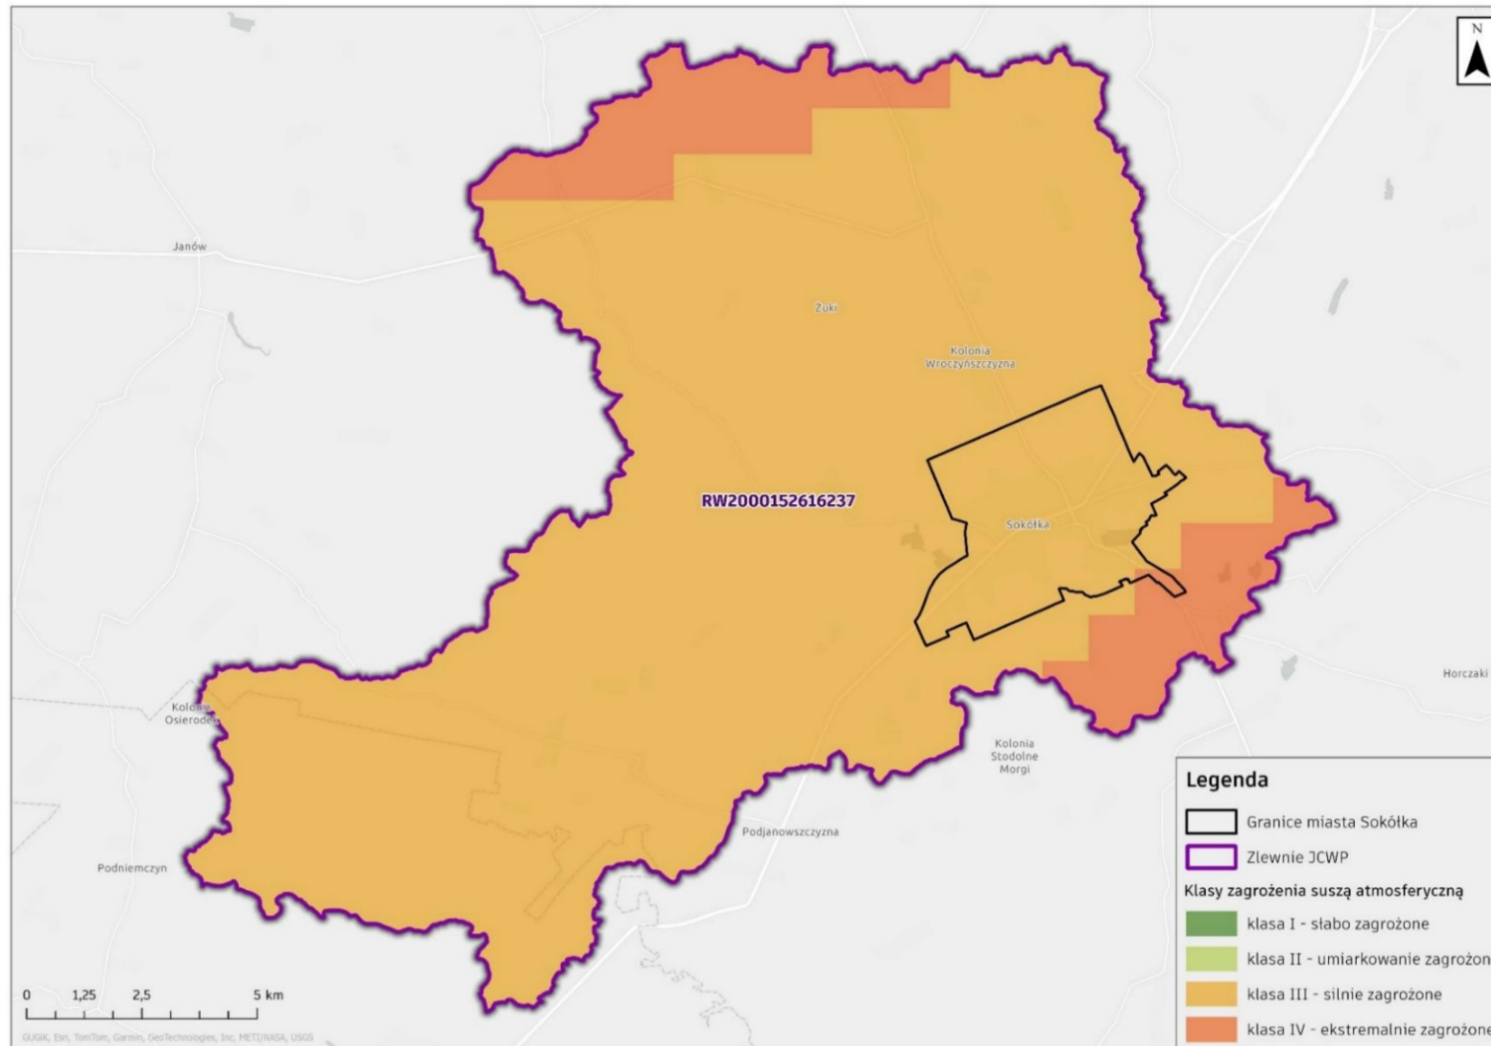 N
Janów
Żuki
Kolonia
Wroczyńszczyzna
RW2000152616237
Sokółka
Horczaki
Kolonia
Osierodek
Kolonia
Stodolne
Morgi
Podjanowszczyzna
Podniemczyn
Legenda
Granice miasta Sokółka
Zlewnie JCWP
Klasy zagrożenia suszą atmosferyczną
klasa I - słabo zagrożone
klasa II - umiarkowanie zagrożon
klasa III - silnie zagrożone
klasa IV - ekstremalnie zagrożone
0 1,25 2,5 5 km
GUGiK, Esri, TomTom, Garmin, GeoTechnologies, Inc, METI/NASA, USGS